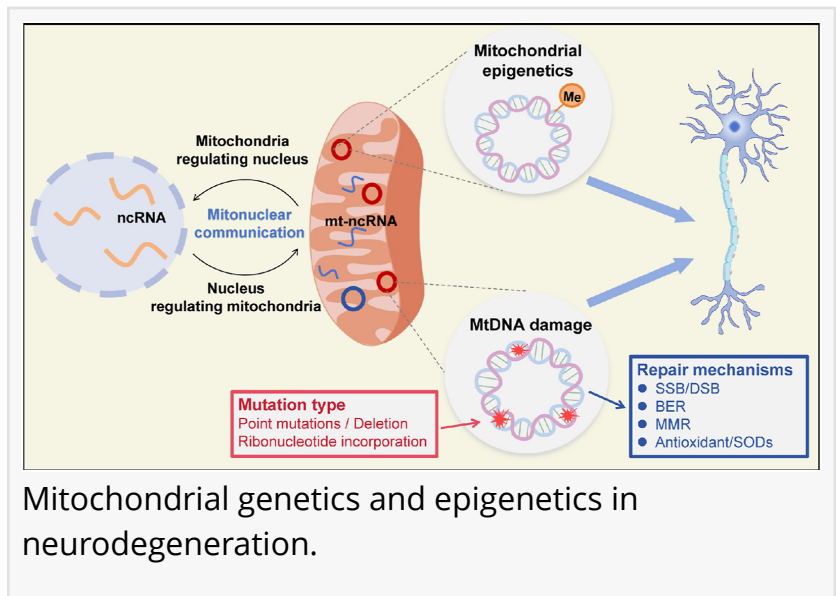 Mitochondrial
epigenetics
Me
Mitochondria
regulating nucleus
ncRNA
Mitonuclear
communication
mt-ncRNA
Nucleus
regulating mitochondria
MtDNA damage
Mutation type
Point mutations / Deletion
Ribonucleotide incorporation
Repair mechanisms
● SSB/DSB
● BER
● MMR
● Antioxidant/SODs
Mitochondrial genetics and epigenetics in
neurodegeneration.